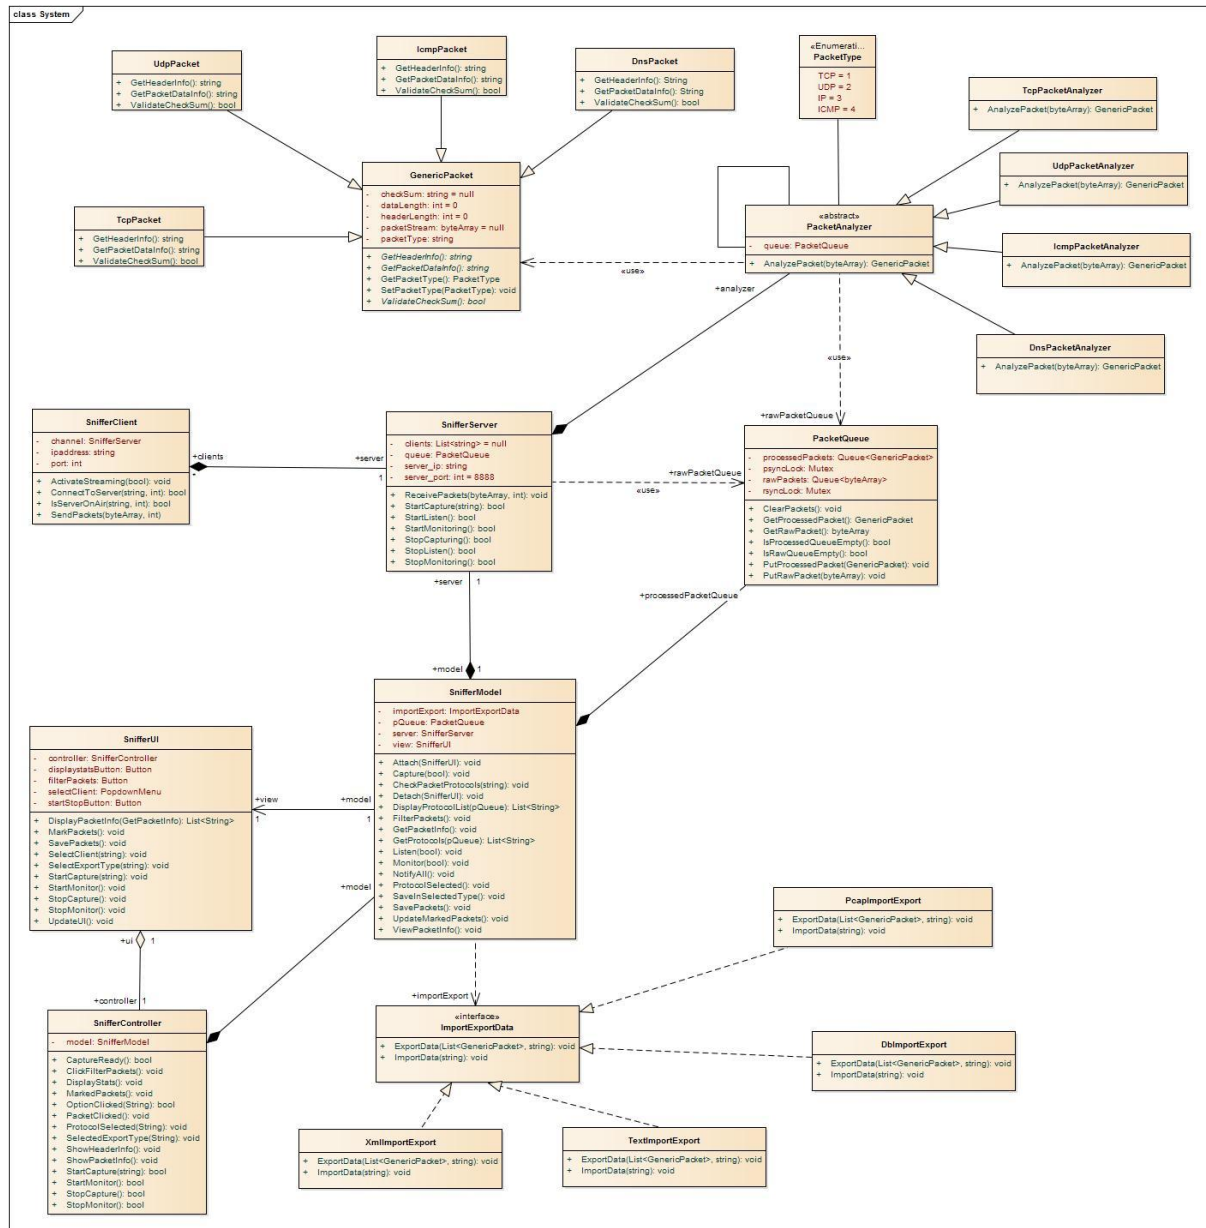 class System
UdpPacket
+ GetHeaderInfo(): string
+ GetPacketDataInfo(): string
+ ValidateCheckSum(): bool
IcmpPacket
+ GetHeaderInfo(): string
+ GetPacketDataInfo(): string
+ ValidateCheckSum(): bool
DnsPacket
+ GetHeaderInfo(): String
+ GetPacketDataInfo(): String
+ ValidateCheckSum(): bool
«Enumerati...
PacketType
TCP = 1
UDP = 2
IP = 3
ICMP = 4
TcpPacketAnalyzer
+ AnalyzePacket(byteArray): GenericPacket
UdpPacketAnalyzer
+ AnalyzePacket(byteArray): GenericPacket
IcmpPacketAnalyzer
+ AnalyzePacket(byteArray): GenericPacket
DnsPacketAnalyzer
+ AnalyzePacket(byteArray): GenericPacket
TcpPacket
+ GetHeaderInfo(): string
+ GetPacketDataInfo(): string
+ ValidateCheckSum(): bool
GenericPacket
- checkSum: string = null
- dataLength: int = 0
- headerLength: int = 0
- packetStream: byteArray = null
- packetType: string
+ GetHeaderInfo(): string
+ GetPacketDataInfo(): string
+ GetPacketType(): PacketType
+ SetPacketType(PacketType): void
+ ValidateCheckSum(): bool
«abstract»
PacketAnalyzer
- queue: PacketQueue
+ AnalyzePacket(byteArray): GenericPacket
«use»
+analyzer
«use»
+rawPacketQueue
SnifferClient
- channel: SnifferServer
- ipaddress: string
- port: int
+ ActivateStreaming(bool): void
+ ConnectToServer(string, int): bool
+ IsServerOnAir(string, int): bool
+ SendPackets(byteArray, int)
+clients
*
+server
1
SnifferServer
- clients: List<string> = null
- queue: PacketQueue
- server_ip: string
- server_port: int = 8888
+ ReceivePackets(byteArray, int): void
+ StartCapture(string): bool
+ StartListen(): bool
+ StartMonitoring(): bool
+ StopCapturing(): bool
+ StopListen(): bool
+ StopMonitoring(): bool
+rawPacketQueue
«use»
PacketQueue
- processedPackets: Queue<GenericPacket>
- psyncLock: Mutex
- rawPackets: Queue<byteArray>
- rsyncLock: Mutex
+ ClearPackets(): void
+ GetProcessedPacket(): GenericPacket
+ GetRawPacket(): byteArray
+ IsProcessedQueueEmpty(): bool
+ IsRawQueueEmpty(): bool
+ PutProcessedPacket(GenericPacket): void
+ PutRawPacket(byteArray): void
+server 1
+processedPacketQueue
+model 1
SnifferModel
- importExport: ImportExportData
- pQueue: PacketQueue
- server: SnifferServer
- view: SnifferUI
+ Attach(SnifferUI): void
+ Capture(bool): void
+ CheckPacketProtocols(string): void
+ Detach(SnifferUI): void
+ DisplayProtocolList(pQueue): List<String>
+ FilterPackets(): void
+ GetPacketInfo(): void
+ GetProtocols(pQueue): List<String>
+ Listen(bool): void
+ Monitor(bool): void
+ NotifyAll(): void
+ ProtocolSelected(): void
+ SaveInSelectedType(): void
+ SavePackets(): void
+ UpdateMarkedPackets(): void
+ ViewPacketInfo(): void
SnifferUI
- controller: SnifferController
- displaystatsButton: Button
- filterPackets: Button
- selectClient: PopdownMenu
- startStopButton: Button
+ DisplayPacketInfo(GetPacketInfo): List<String>
+ MarkPackets(): void
+ SavePackets(): void
+ SelectClient(string): void
+ SelectExportType(string): void
+ StartCapture(string): void
+ StartMonitor(): void
+ StopCapture(): void
+ StopMonitor(): void
+ UpdateUI(): void
+view
1
+model
1
+model
+ui 1
+controller 1
SnifferController
- model: SnifferModel
+ CaptureReady(): bool
+ ClickFilterPackets(): void
+ DisplayStats(): void
+ MarkedPackets(): void
+ OptionClicked(String): bool
+ PacketClicked(): void
+ ProtocolSelected(String): void
+ SelectedExportType(String): void
+ ShowHeaderInfo(): void
+ ShowPacketInfo(): void
+ StartCapture(string): bool
+ StartMonitor(): bool
+ StopCapture(): bool
+ StopMonitor(): bool
+importExport
«interface»
ImportExportData
+ ExportData(List<GenericPacket>, string): void
+ ImportData(string): void
PcapImportExport
+ ExportData(List<GenericPacket>, string): void
+ ImportData(string): void
DbImportExport
+ ExportData(List<GenericPacket>, string): void
+ ImportData(string): void
XmlImportExport
+ ExportData(List<GenericPacket>, string): void
+ ImportData(string): void
TextImportExport
+ ExportData(List<GenericPacket>, string): void
+ ImportData(string): void